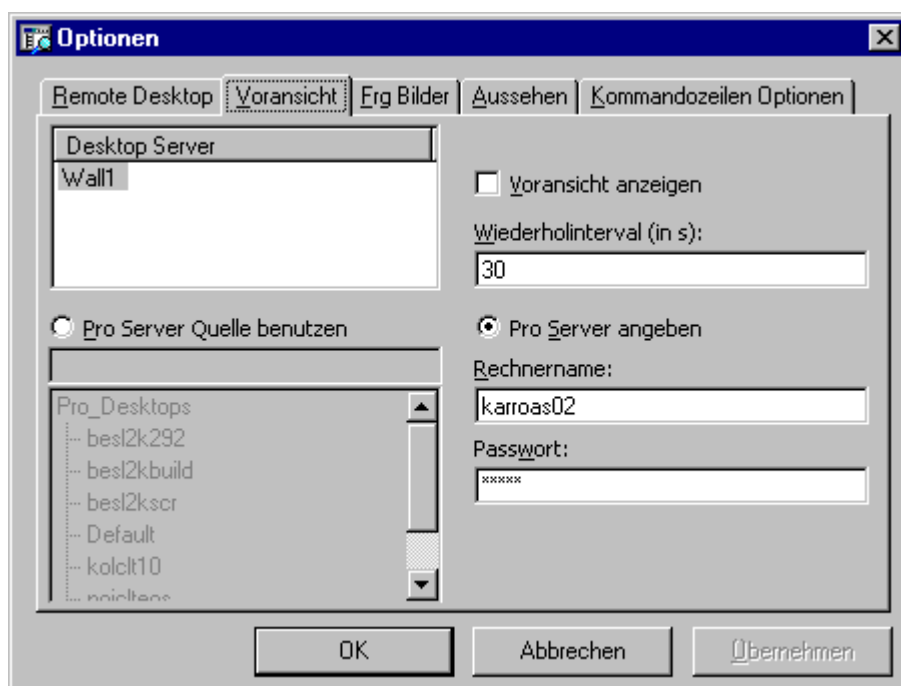 Optionen
Remote Desktop Voransicht Frg Bilder Aussehen Kommandozeilen Optionen
Desktop Server
Wall1
Voransicht anzeigen
Wiederholinterval (in s):
30
Pro Server Quelle benutzen
Pro Server angeben
Rechnername:
karroas02
Passwort:
*****
Pro_Desktops
besl2k292
besl2kbuild
besl2kscr
Default
kolclt10
OK Abbrechen Übernehmen